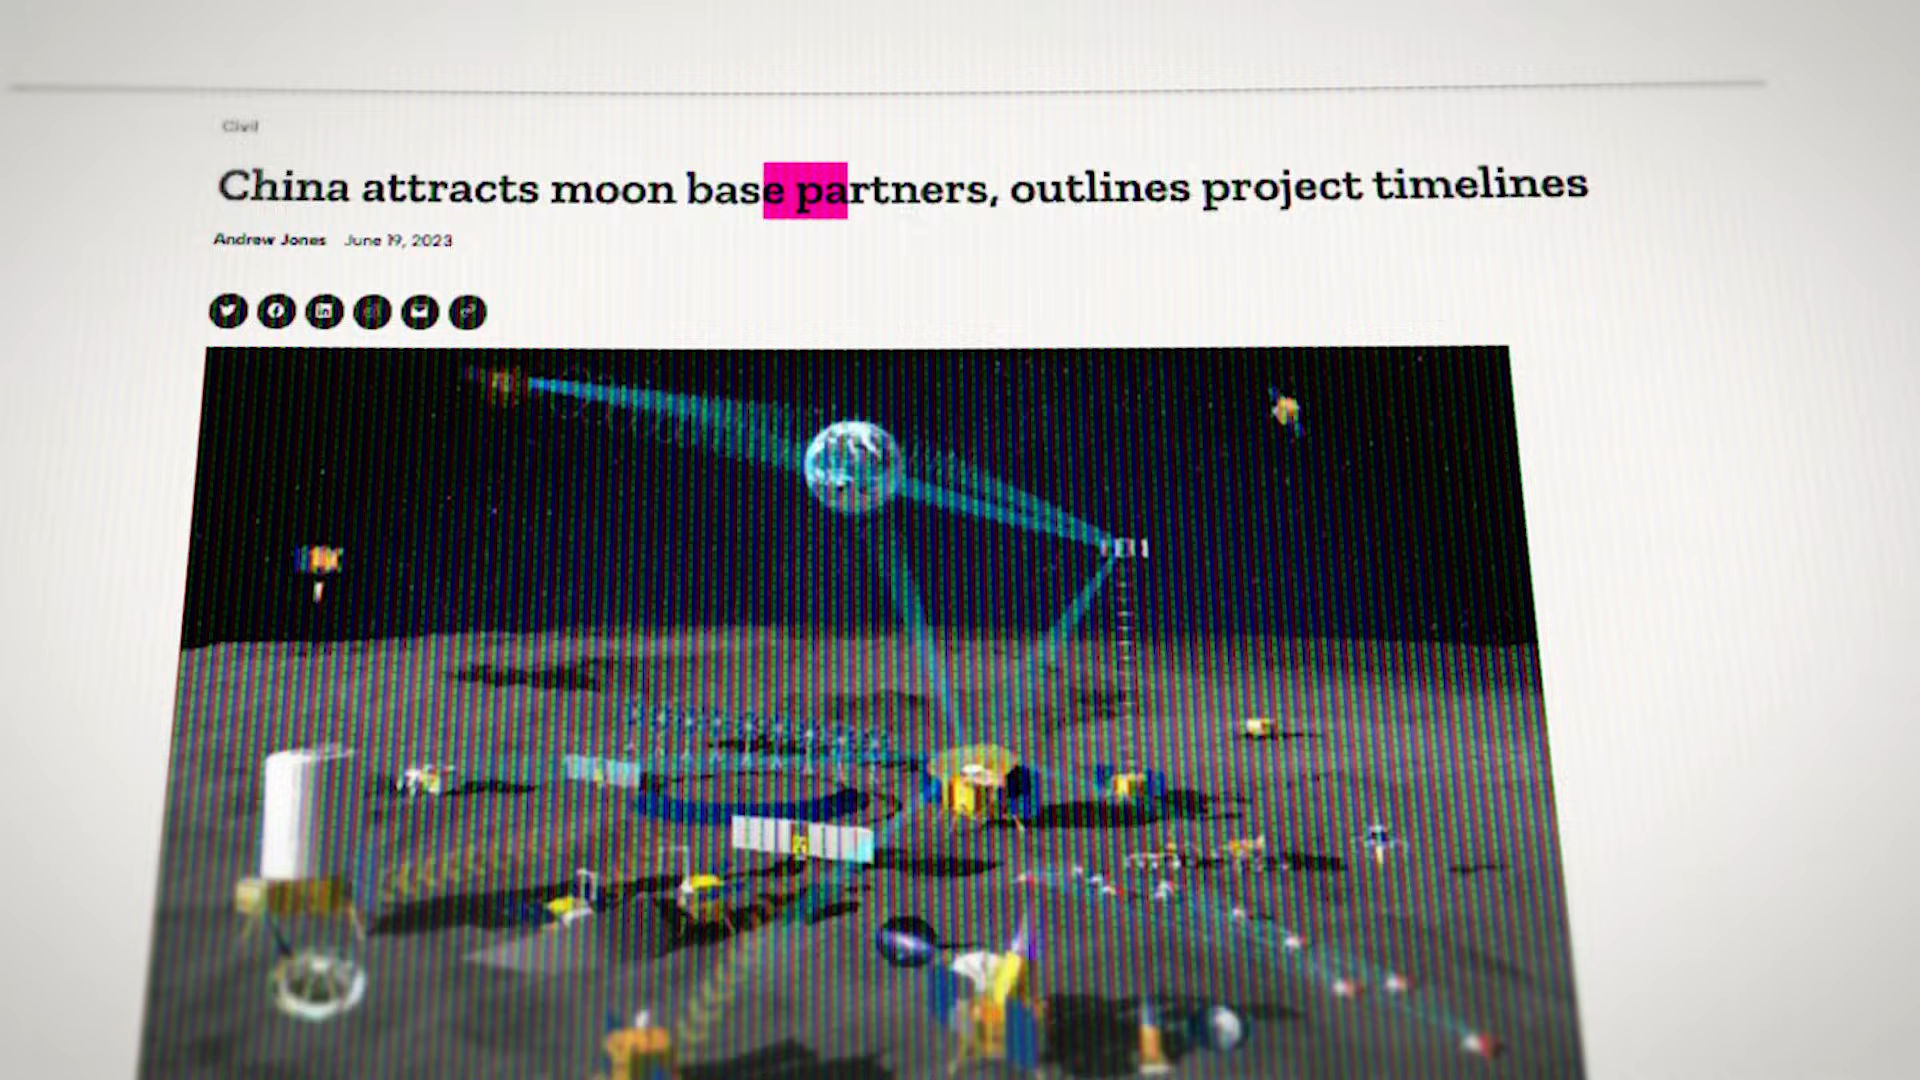 Civil
China attracts moon base partners, outlines project timelines
Andrew Jones June 19, 2023